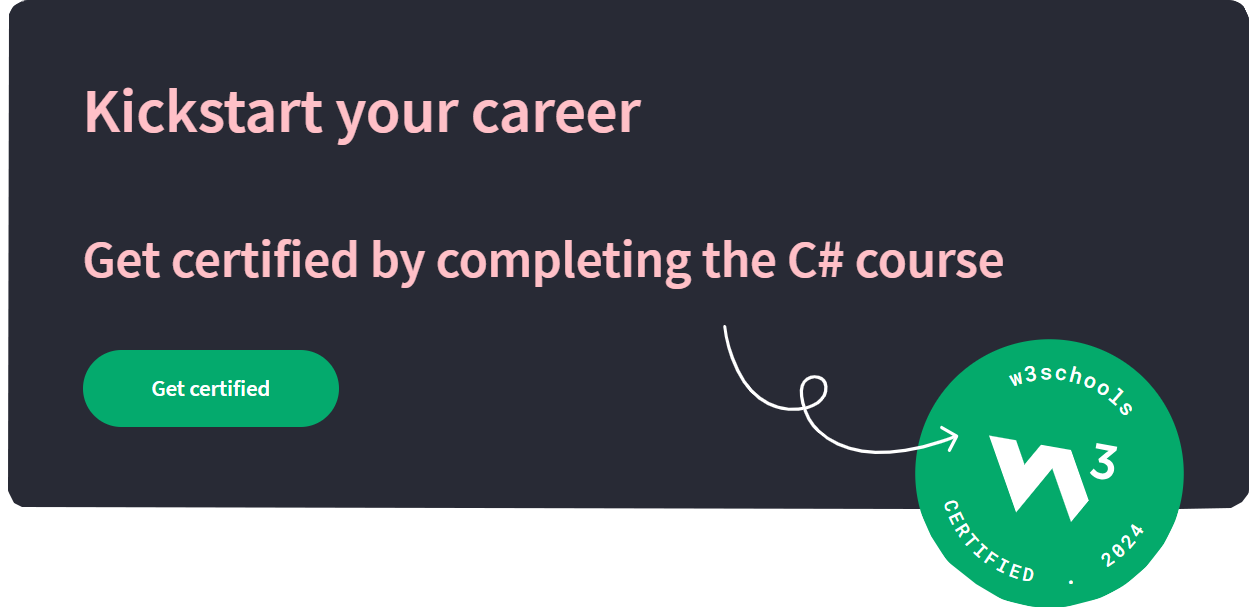 Kickstart your career
Get certified by completing the C# course
Get certified
w3schools
W3
CERTIFIED . 2024